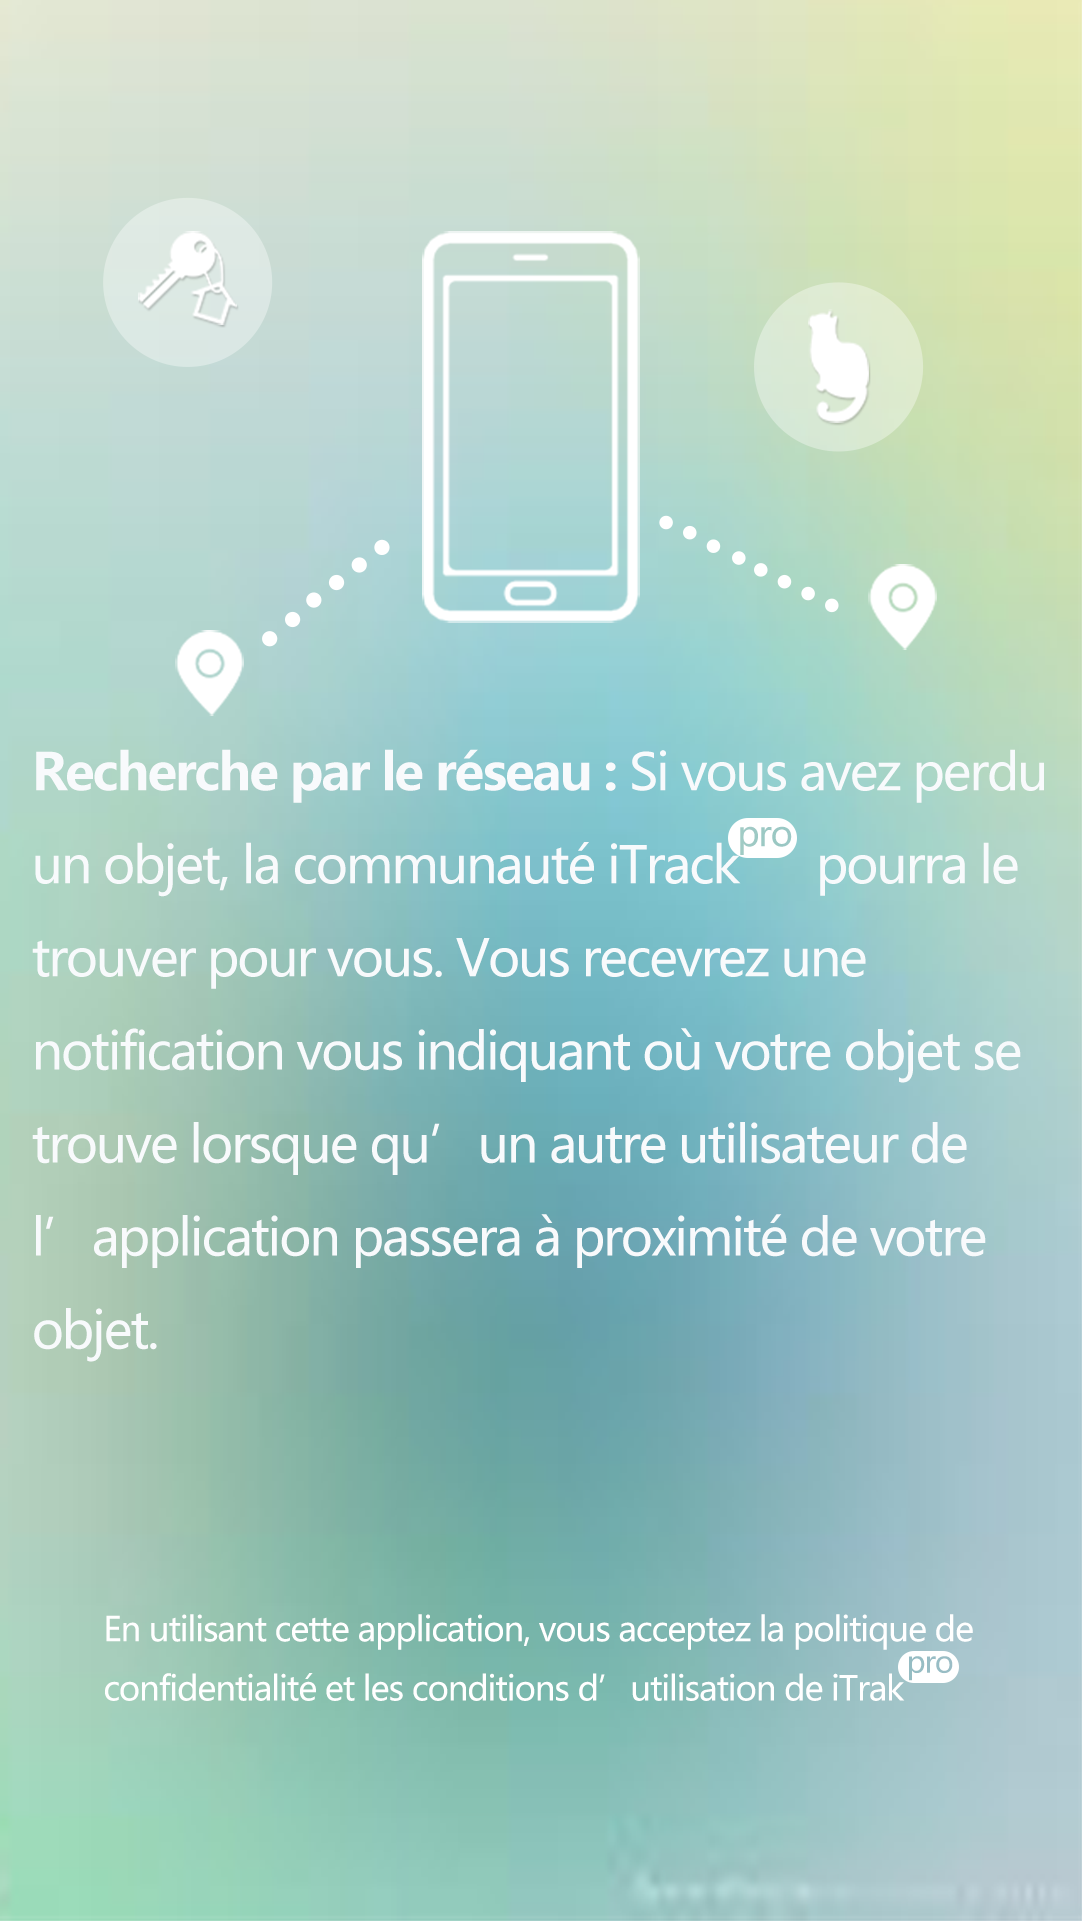 Recherche par le réseau : Si vous avez perdu
un objet, la communauté iTrack pro pourra le
trouver pour vous. Vous recevrez une
notification vous indiquant où votre objet se
trouve lorsque qu’ un autre utilisateur de
l’ application passera à proximité de votre
objet.
En utilisant cette application, vous acceptez la politique de
confidentialité et les conditions d’ utilisation de iTrak pro